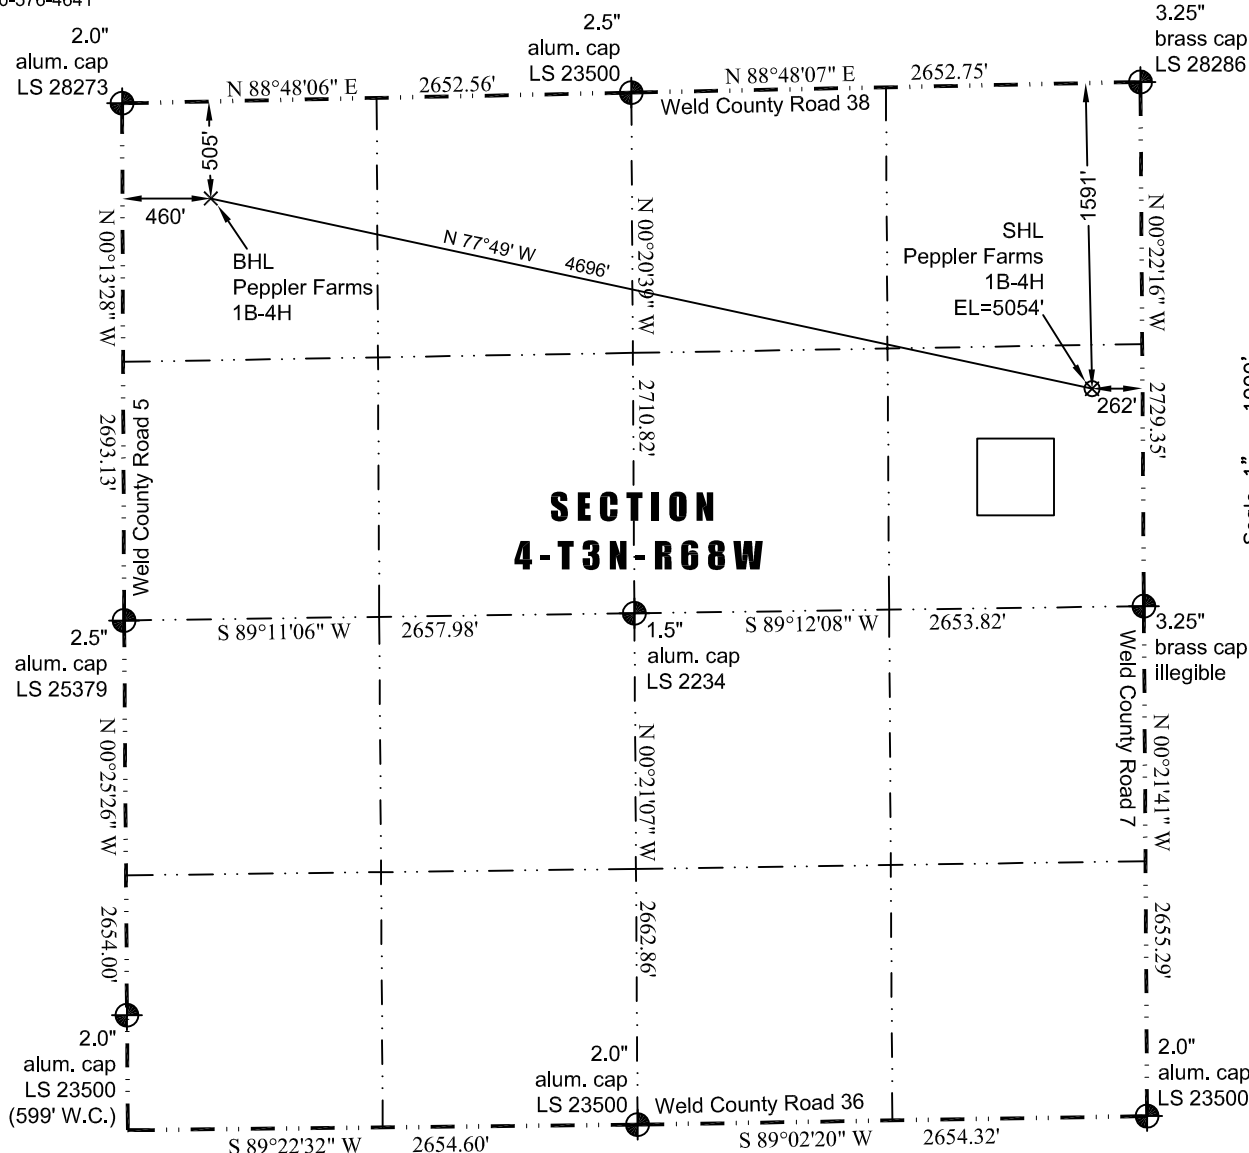 2.0"
alum. cap
LS 28273
2.5"
alum. cap
LS 23500
3.25"
brass cap
LS 28286
N 88°48'06" E
2652.56'
N 88°48'07" E
2652.75'
Weld County Road 38
505'
460'
BHL
Peppler Farms
1B-4H
N 77°49' W
4696'
SHL
Peppler Farms
1B-4H
EL=5054'
1591'
262'
N 00°13'28" W
2693.13'
Weld County Road 5
N 00°20'39" W
2710.82'
N 00°22'16" W
2729.35'
SECTION
4-T3N-R68W
2.5"
alum. cap
LS 25379
S 89°11'06" W
2657.98'
1.5"
alum. cap
LS 2234
S 89°12'08" W
2653.82'
3.25"
brass cap
illegible
Weld County Road 7
N 00°25'26" W
2654.00'
N 00°21'07" W
2662.86'
N 00°21'41" W
2655.29'
2.0"
alum. cap
LS 23500
(599' W.C.)
2.0"
alum. cap
LS 23500
Weld County Road 36
2.0"
alum. cap
LS 23500
S 89°22'32" W
2654.60'
S 89°02'20" W
2654.32'